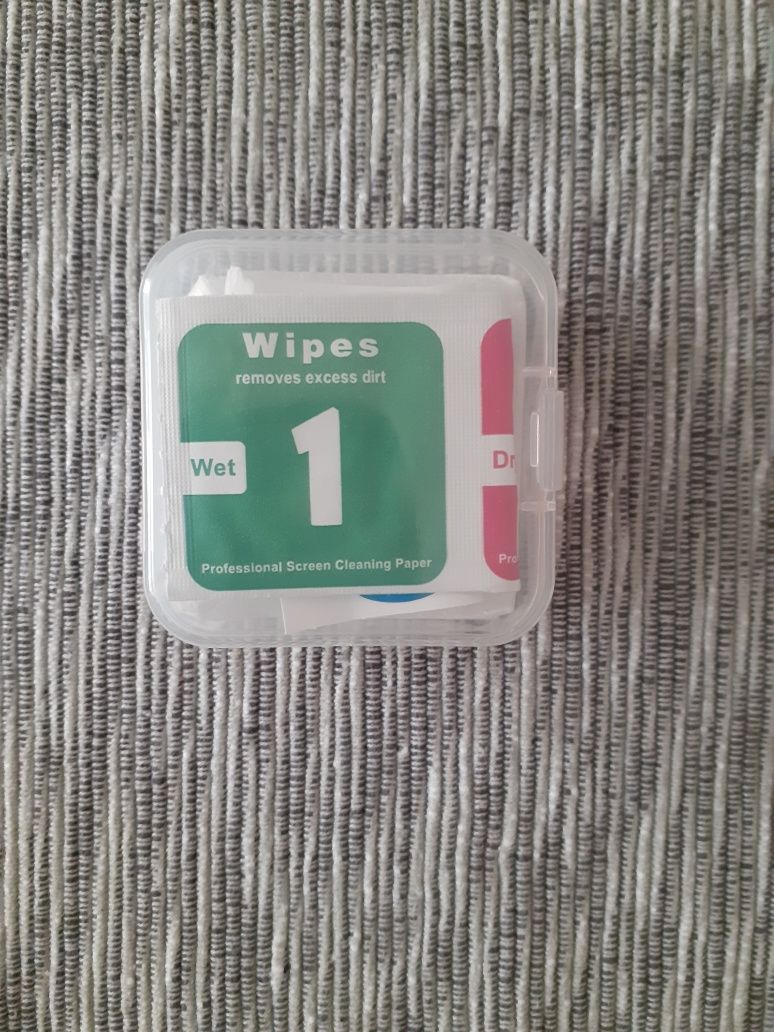 Wipes
removes excess dirt
1
Wet
Professional Screen Cleaning Paper